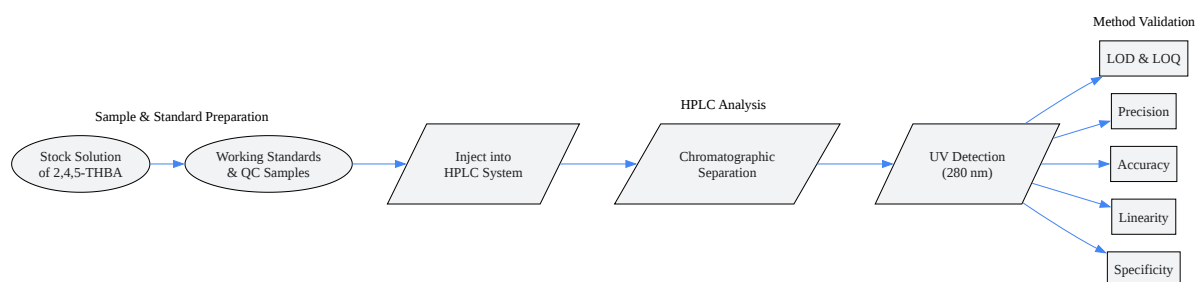 Method Validation
LOD & LOQ
HPLC Analysis
Sample & Standard Preparation
Precision
Stock Solution
of 2,4,5-THBA
Working Standards
& QC Samples
Inject into
HPLC System
Chromatographic
Separation
UV Detection
(280 nm)
Accuracy
Linearity
Specificity